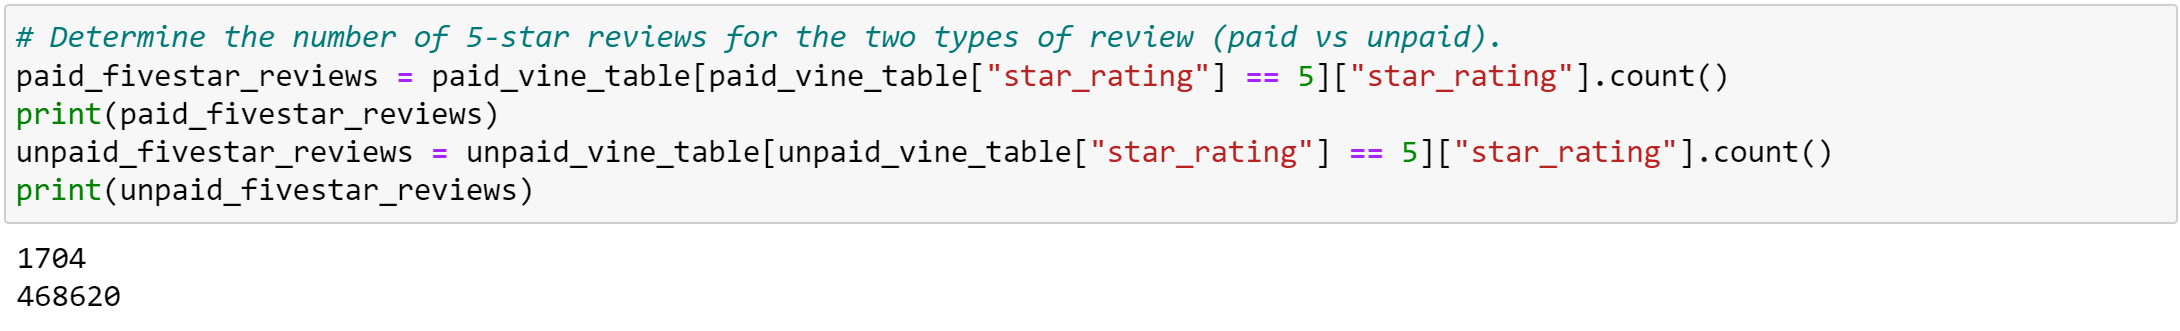 # Determine the number of 5-star reviews for the two types of review (paid vs unpaid).
paid_fivestar_reviews = paid_vine_table[paid_vine_table["star_rating"] == 5]["star_rating"].count()
print(paid_fivestar_reviews)
unpaid_fivestar_reviews = unpaid_vine_table[unpaid_vine_table["star_rating"] == 5]["star_rating"].count()
print(unpaid_fivestar_reviews)
1704
468620